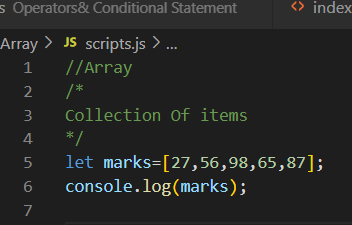 s Operators& Conditional Statement
<> index
Array > JS scripts.js > ...
1 //Array
2 /*
3 Collection Of items
4 */
5 let marks=[27,56,98,65,87];
6 console.log(marks);
7